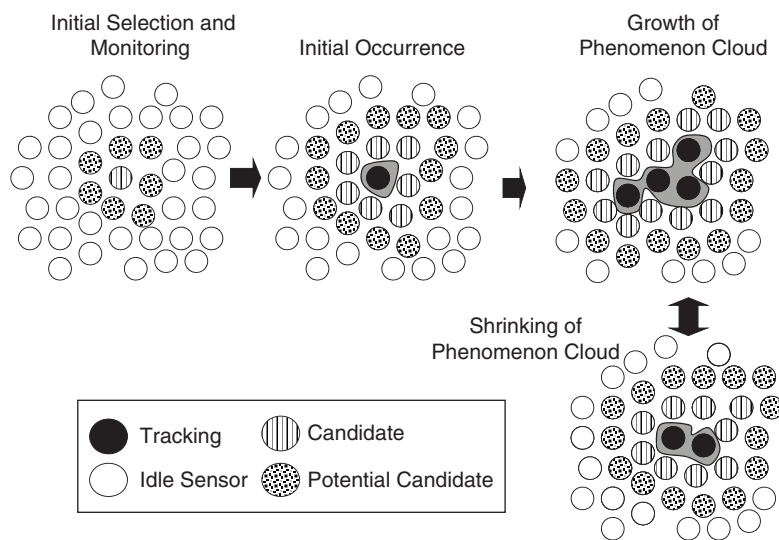 Initial Selection and
Monitoring
Initial Occurrence
Growth of
Phenomenon Cloud
Shrinking of
Phenomenon Cloud
Tracking
Candidate
Idle Sensor
Potential Candidate